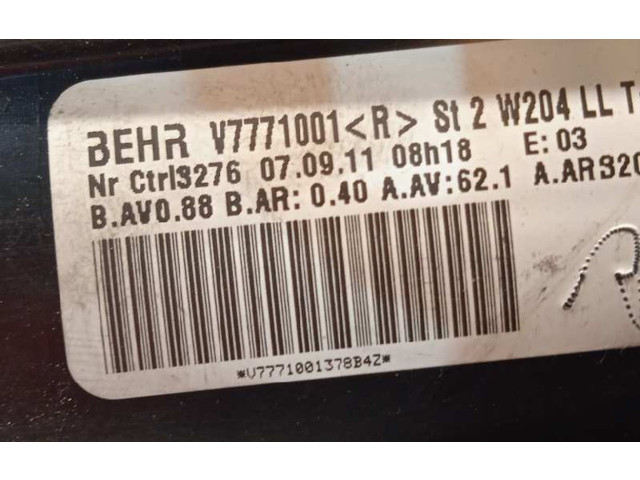 BEHR V7771001<R> St 2 W204 LL T
Nr Ctrl3276 07.09.11 08h18 E: 03
B.AV0.88 B.AR: 0.40 A.AV:62.1 A.AR320
*V7771001378B4Z*